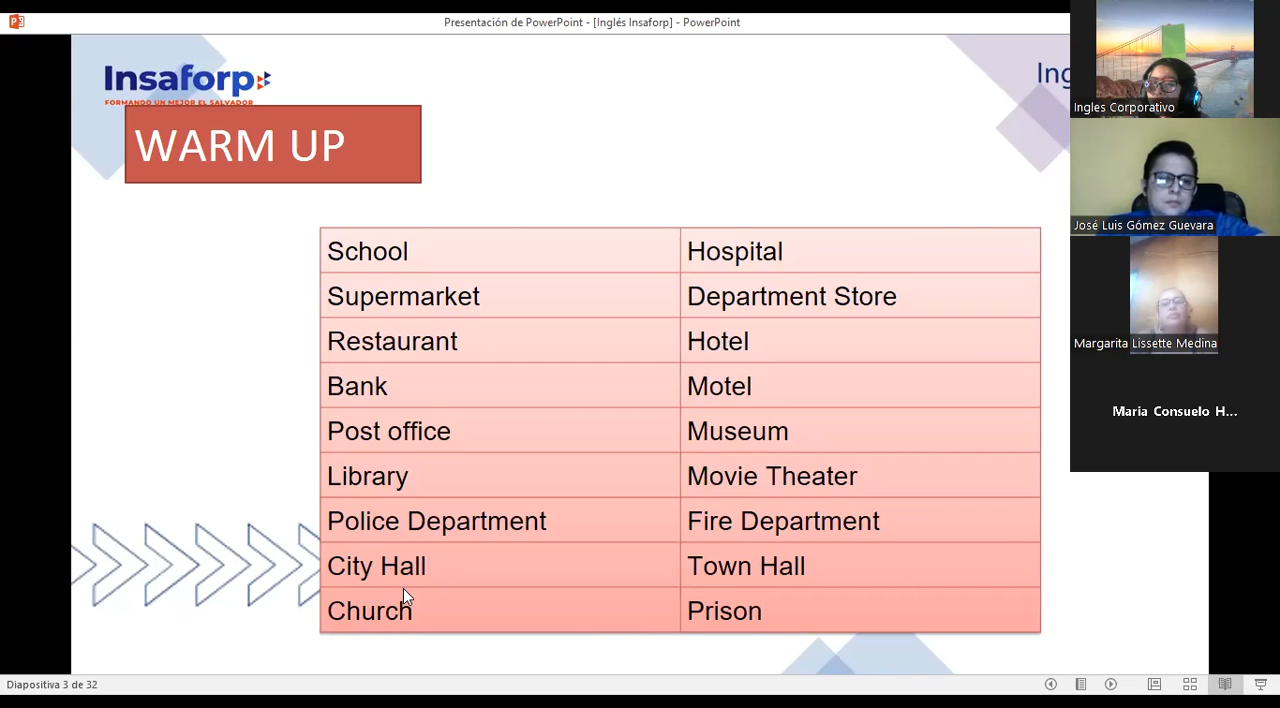 Presentación de PowerPoint - [Inglés Insaforp] - PowerPoint
Insaforp
FORMANDO UN MEJOR EL SALVADOR
Ing
WARM UP
School Hospital
Supermarket Department Store
Restaurant Hotel
Bank Motel
Post office Museum
Library Movie Theater
Police Department Fire Department
City Hall Town Hall
Church Prison
Ingles Corporativo
José Luis Gómez Guevara
Margarita Lissette Medina
Maria Consuelo H...
Diapositiva 3 de 32